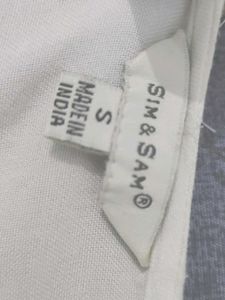 SIM & SAM®
S
MADE IN
INDIA